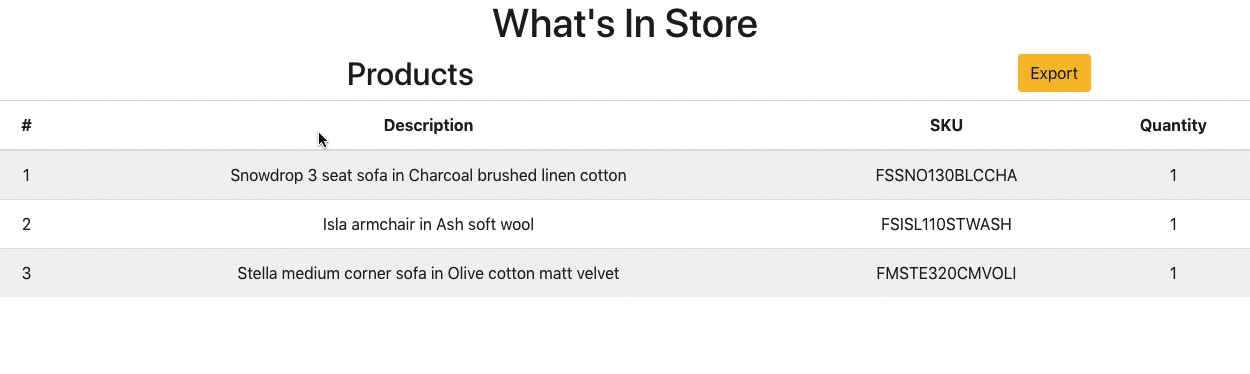 What's In Store
Products Export
# Description SKU Quantity
1 Snowdrop 3 seat sofa in Charcoal brushed linen cotton FSSNO130BLCCHA 1
2 Isla armchair in Ash soft wool FSISL110STWASH 1
3 Stella medium corner sofa in Olive cotton matt velvet FMSTE320CMVOLI 1